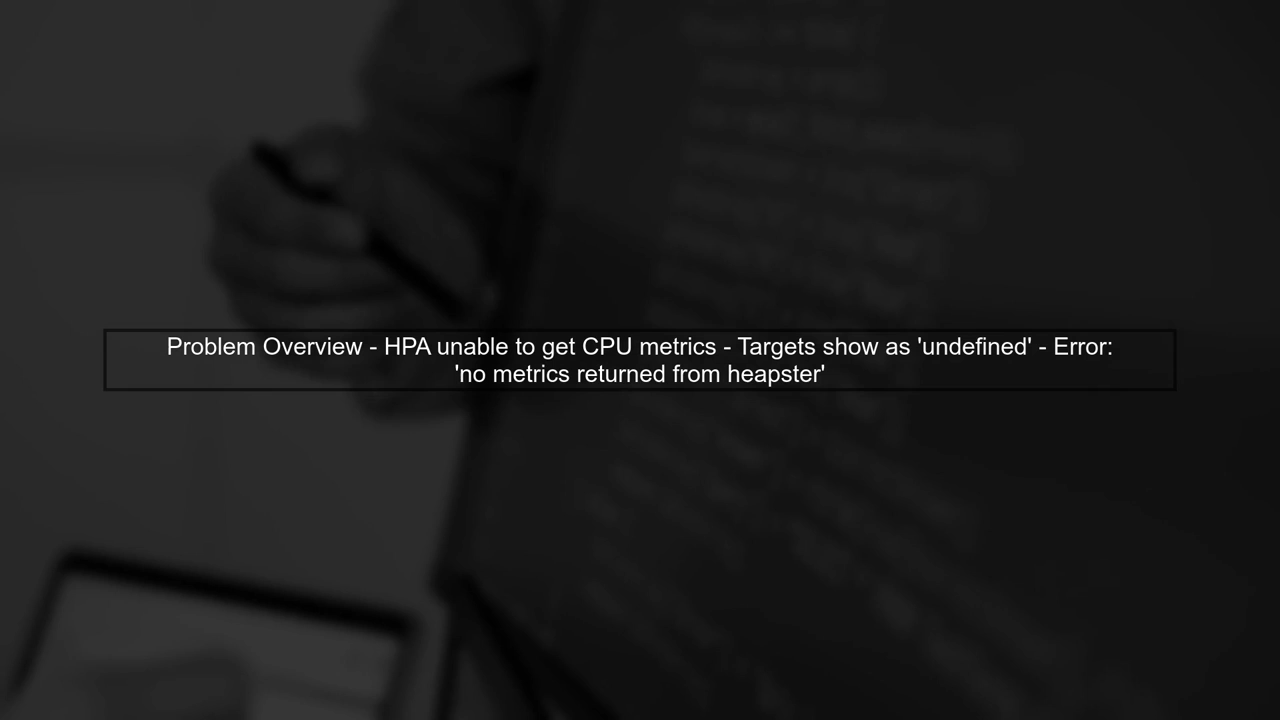 Problem Overview - HPA unable to get CPU metrics - Targets show as 'undefined' - Error:
'no metrics returned from heapster'